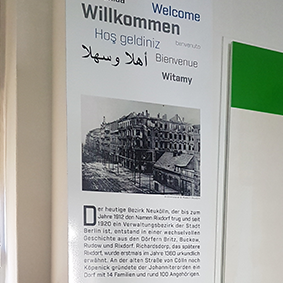 Welcome
Willkommen
Hoş geldiniz
benvenuto
أهلا وسهلا
Bienvenue
Witamy
Der heutige Bezirk Neukölln, der bis zum
Jahre 1912 den Namen Rixdorf trug und seit
1920 ein Verwaltungsbezirk der Stadt
Berlin ist, entstand in einer wechselvollen
Geschichte aus den Dörfern Britz, Buckow,
Rudow und Rixdorf. Richardsdorp, das spätere
Rixdorf, wurde erstmals im Jahre 1360 urkundlich
erwähnt. An der alten Straße von Cölln nach
Köpenick gründete der Johanniterorden ein
Dorf mit 14 Familien und rund 100 Angehörigen.